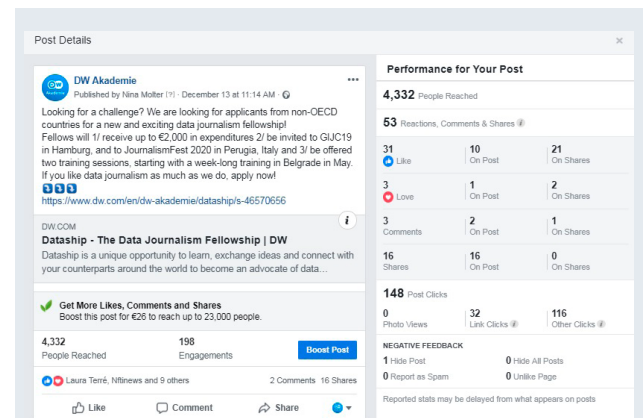 Post Details
DW Akademie
Published by Nina Molter [?] · December 13 at 11:14 AM ·
Looking for a challenge? We are looking for applicants from non-OECD
countries for a new and exciting data journalism fellowship!
Fellows will 1/ receive up to €2,000 in expenditures 2/ be invited to GIJC19
in Hamburg, and to JournalismFest 2020 in Perugia, Italy and 3/ be offered
two training sessions, starting with a week-long training in Belgrade in May.
If you like data journalism as much as we do, apply now!
https://www.dw.com/en/dw-akademie/dataship/s-46570656
DW.COM
Dataship - The Data Journalism Fellowship | DW
Dataship is a unique opportunity to learn, exchange ideas and connect with
your counterparts around the world to become an advocate of data...
Get More Likes, Comments and Shares
Boost this post for €26 to reach up to 23,000 people.
4,332
People Reached
198
Engagements
Boost Post
Laura Terré, Nftinews and 9 others
2 Comments 16 Shares
Like
Comment
Share
Performance for Your Post
4,332 People Reached
53 Reactions, Comments & Shares
31
Like
10
On Post
21
On Shares
3
Love
1
On Post
2
On Shares
3
Comments
2
On Post
1
On Shares
16
Shares
16
On Post
0
On Shares
148 Post Clicks
0
Photo Views
32
Link Clicks
116
Other Clicks
NEGATIVE FEEDBACK
1 Hide Post
0 Hide All Posts
0 Report as Spam
0 Unlike Page
Reported stats may be delayed from what appears on posts